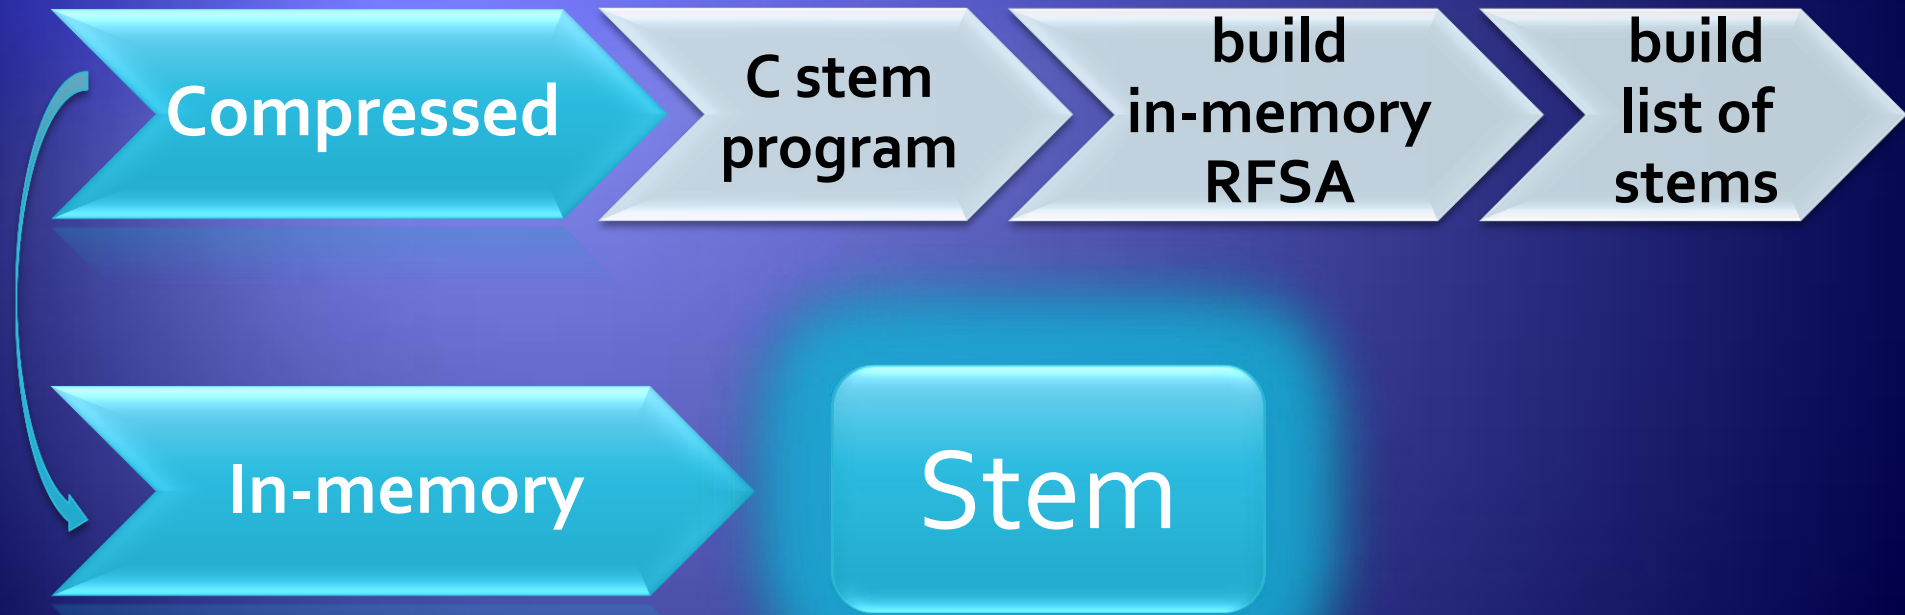 Compressed
C stem
program
build
in-memory
RFSA
build
list of
stems
In-memory
Stem